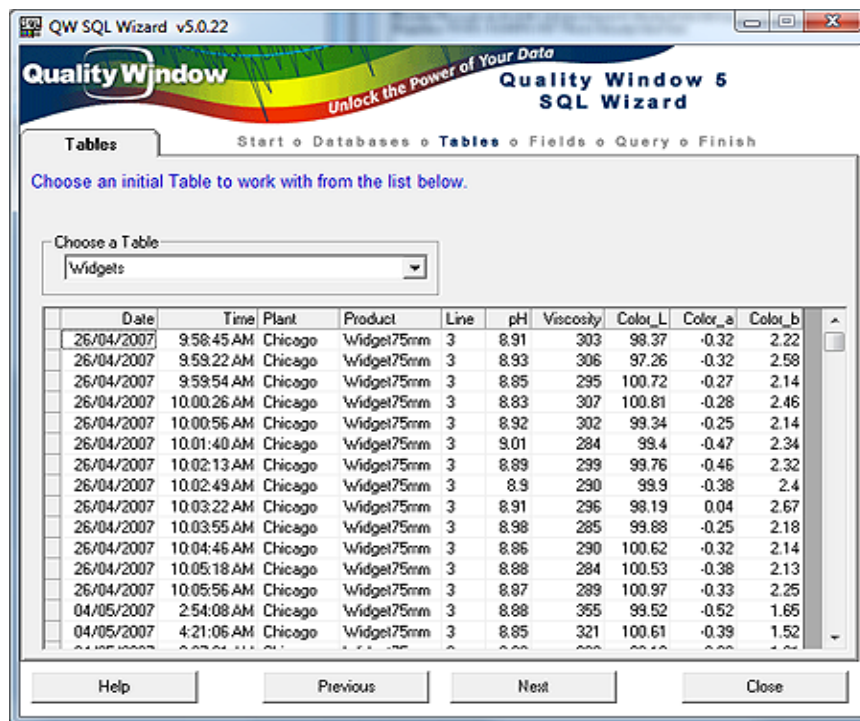 QW SQL Wizard v5.0.22
Quality Window
Unlock the Power of Your Data
Quality Window 5
SQL Wizard
Tables
Start o Databases o Tables o Fields o Query o Finish
Choose an initial Table to work with from the list below.
Choose a Table
Widgets
Date Time Plant Product Line pH Viscosity Color_L Color_a Color_b
26/04/2007 9:58:45 AM Chicago Widget75mm 3 8.91 303 98.37 -0.32 2.22
26/04/2007 9:59:22 AM Chicago Widget75mm 3 8.93 306 97.26 -0.32 2.58
26/04/2007 9:59:54 AM Chicago Widget75mm 3 8.85 295 100.72 -0.27 2.14
26/04/2007 10:00:26 AM Chicago Widget75mm 3 8.83 307 100.81 -0.28 2.46
26/04/2007 10:00:56 AM Chicago Widget75mm 3 8.92 302 99.34 -0.25 2.14
26/04/2007 10:01:40 AM Chicago Widget75mm 3 9.01 284 99.4 -0.47 2.34
26/04/2007 10:02:13 AM Chicago Widget75mm 3 8.89 299 99.76 -0.46 2.32
26/04/2007 10:02:49 AM Chicago Widget75mm 3 8.9 290 99.9 -0.38 2.4
26/04/2007 10:03:22 AM Chicago Widget75mm 3 8.91 296 98.19 0.04 2.67
26/04/2007 10:03:55 AM Chicago Widget75mm 3 8.98 285 99.88 -0.25 2.18
26/04/2007 10:04:46 AM Chicago Widget75mm 3 8.86 290 100.62 -0.32 2.14
26/04/2007 10:05:18 AM Chicago Widget75mm 3 8.88 284 100.53 -0.38 2.13
26/04/2007 10:05:56 AM Chicago Widget75mm 3 8.87 289 100.97 -0.33 2.25
04/05/2007 2:54:08 AM Chicago Widget75mm 3 8.88 355 99.52 -0.52 1.65
04/05/2007 4:21:06 AM Chicago Widget75mm 3 8.85 321 100.61 -0.39 1.52
Help Previous Next Close